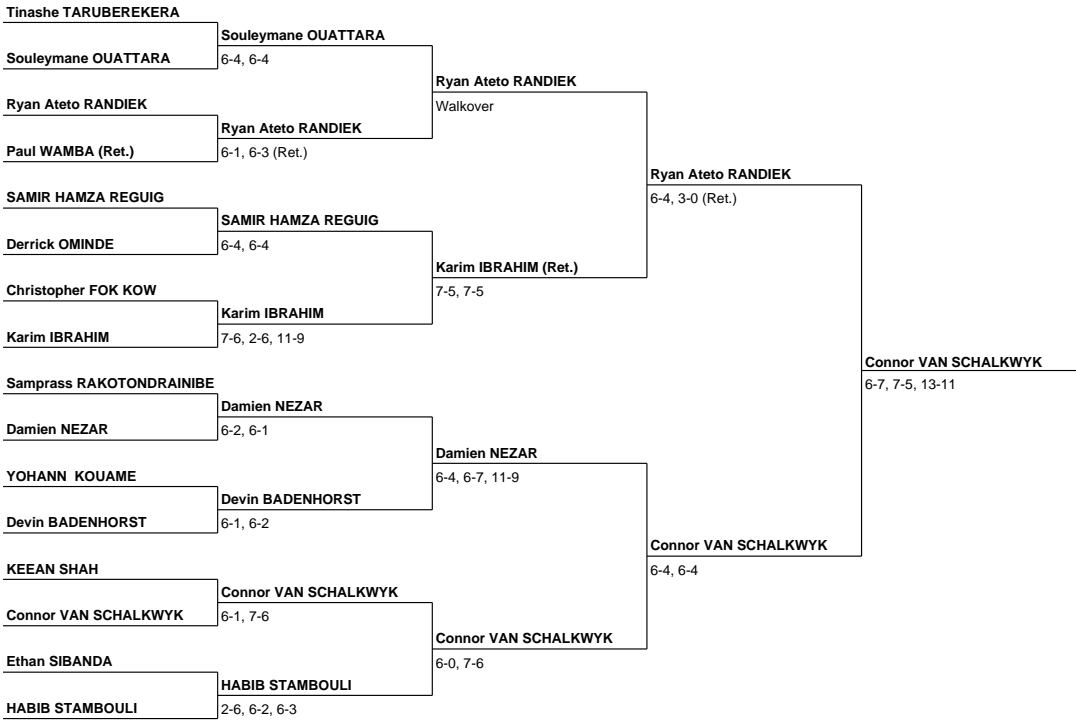 Tinashe TARUBEREKERA
Souleymane OUATTARA
Souleymane OUATTARA
6-4, 6-4
Ryan Ateto RANDIEK
Walkover
Ryan Ateto RANDIEK
Ryan Ateto RANDIEK
Paul WAMBA (Ret.)
6-1, 6-3 (Ret.)
Ryan Ateto RANDIEK
6-4, 3-0 (Ret.)
SAMIR HAMZA REGUIG
SAMIR HAMZA REGUIG
Derrick OMINDE
6-4, 6-4
Karim IBRAHIM (Ret.)
7-5, 7-5
Christopher FOK KOW
Karim IBRAHIM
Karim IBRAHIM
7-6, 2-6, 11-9
Connor VAN SCHALKWYK
6-7, 7-5, 13-11
Samprass RAKOTONDRAINIBE
Damien NEZAR
Damien NEZAR
6-2, 6-1
Damien NEZAR
6-4, 6-7, 11-9
YOHANN  KOUAME
Devin BADENHORST
Devin BADENHORST
6-1, 6-2
Connor VAN SCHALKWYK
6-4, 6-4
KEEAN SHAH
Connor VAN SCHALKWYK
Connor VAN SCHALKWYK
6-1, 7-6
Connor VAN SCHALKWYK
6-0, 7-6
Ethan SIBANDA
HABIB STAMBOULI
HABIB STAMBOULI
2-6, 6-2, 6-3